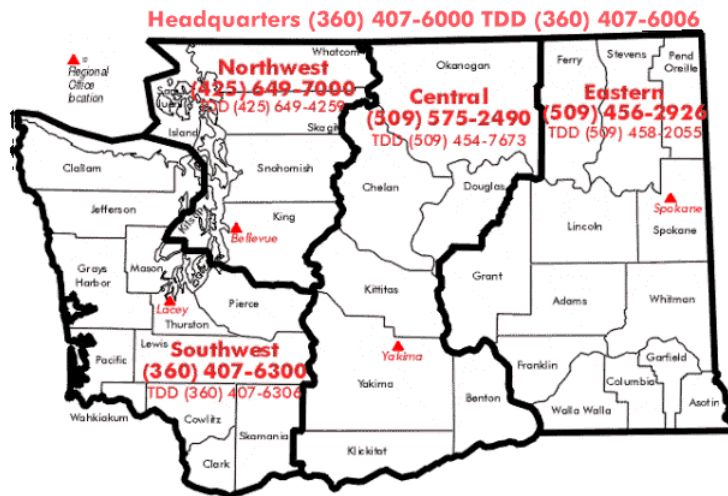 Headquarters (360) 407-6000 TDD (360) 407-6006
▲ =
Regional
Office
location
Whatcom
Northwest
(425) 649-7000
TDD (425) 649-4259
Skagit
Island
Snohomish
King
Kitsap
Bellevue
Okanogan
Central
(509) 575-2490
TDD (509) 454-7673
Chelan
Douglas
Kittitas
Yakima
Yakima
Benton
Klickitat
Ferry
Stevens
Pend
Oreille
Eastern
(509) 456-2926
TDD (509) 458-2055
Spokane
Spokane
Lincoln
Grant
Adams
Whitman
Franklin
Garfield
Columbia
Walla Walla
Asotin
Clallam
Jefferson
Grays
Harbor
Mason
Lacey
Thurston
Pierce
Pacific
Lewis
Southwest
(360) 407-6300
TDD (360) 407-6306
Wahkiakum
Cowlitz
Skamania
Clark